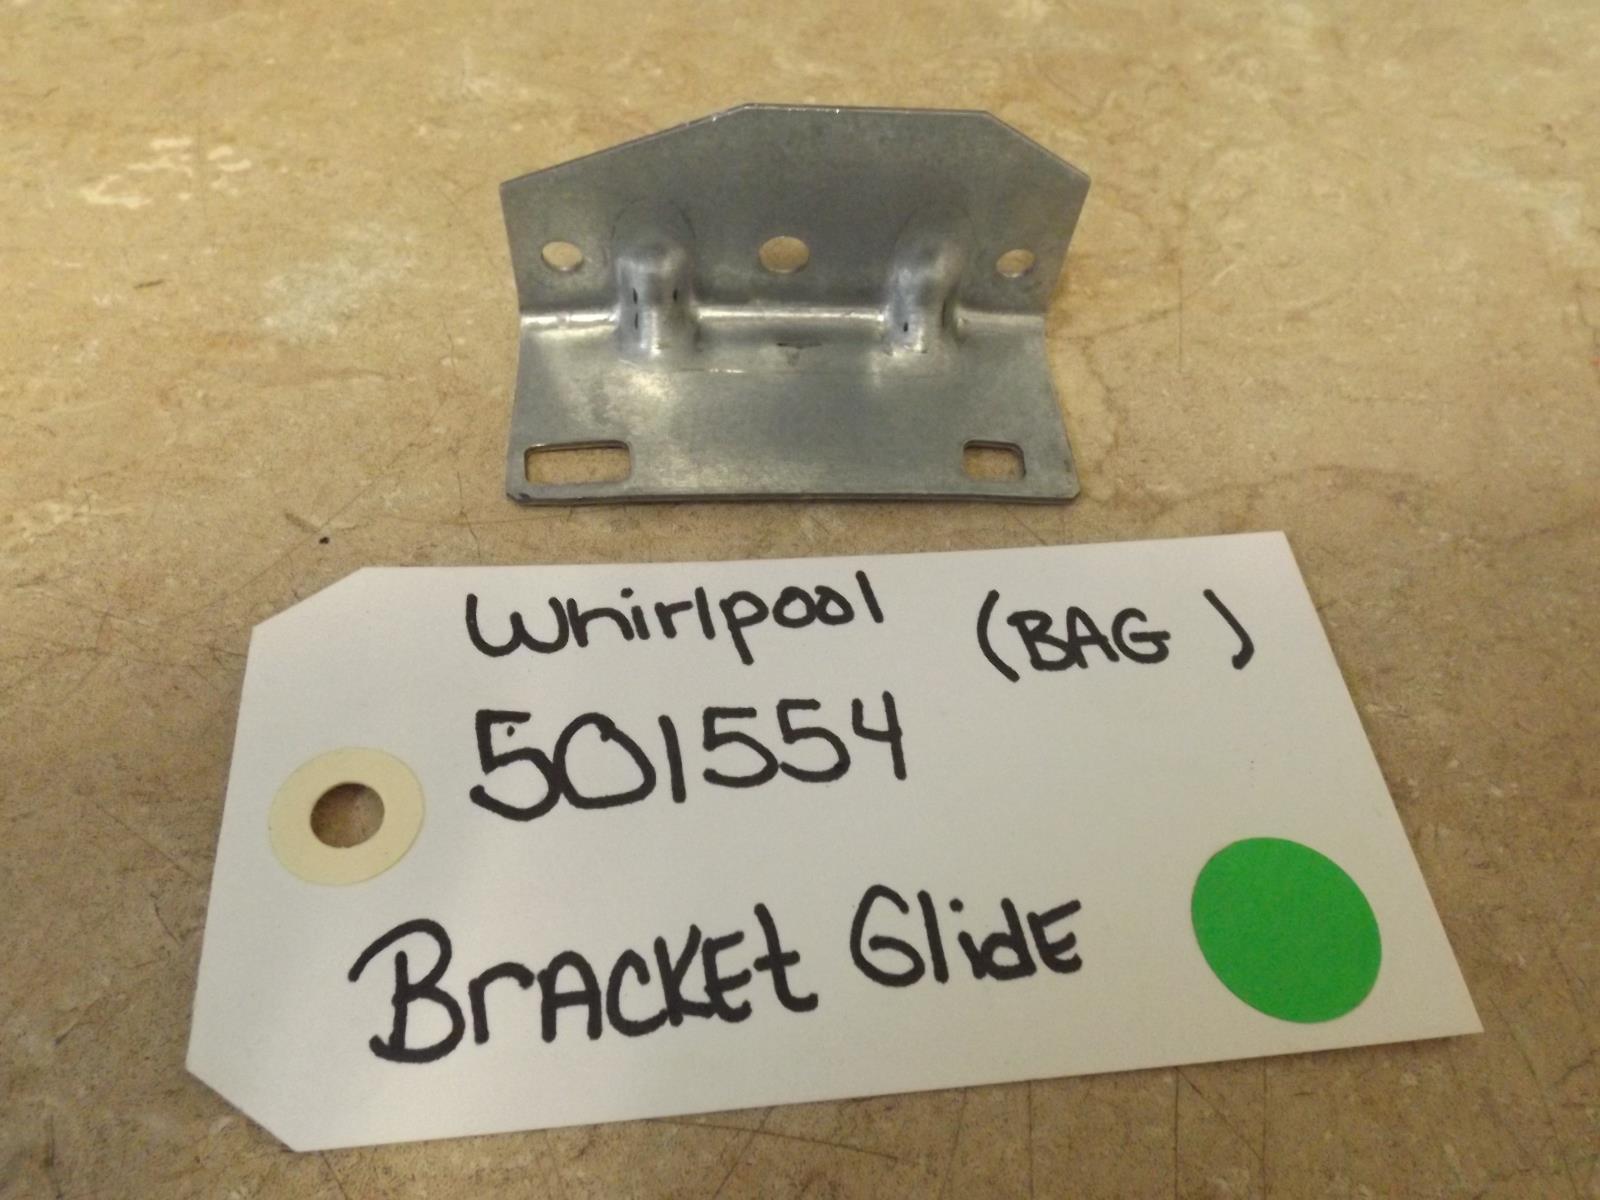 Whirlpool (BAG )
501554
BrACKEt GlidE